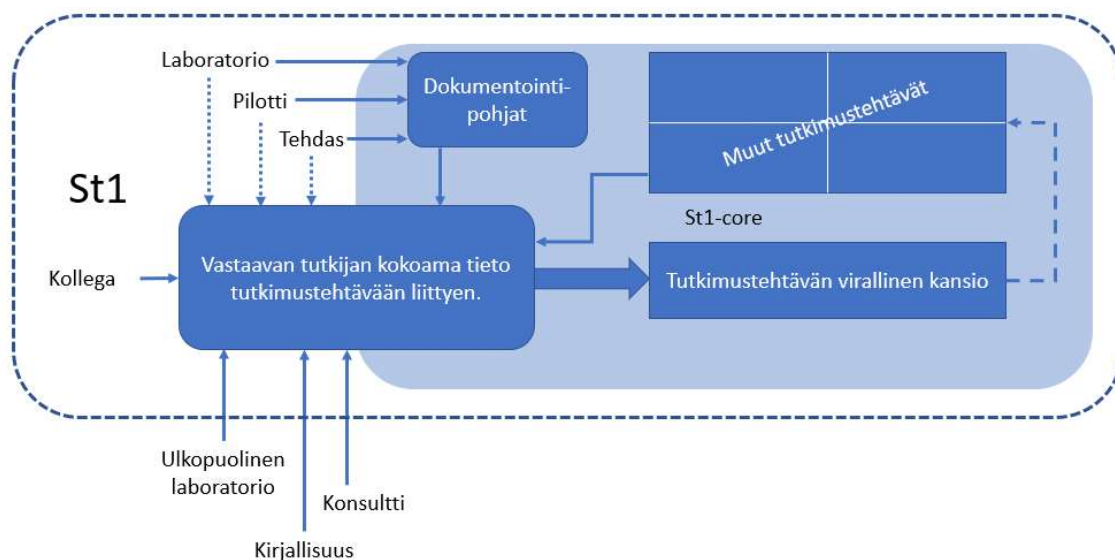 Laboratorio
Pilotti
Tehdas
Dokumentointi-
pohjat
Muut tutkimustehtävät
St1
St1-core
Kollega
Vastaavan tutkijan kokoama tieto
tutkimustehtävään liittyen.
Tutkimustehtävän virallinen kansio
Ulkopuolinen
laboratorio
Konsultti
Kirjallisuus